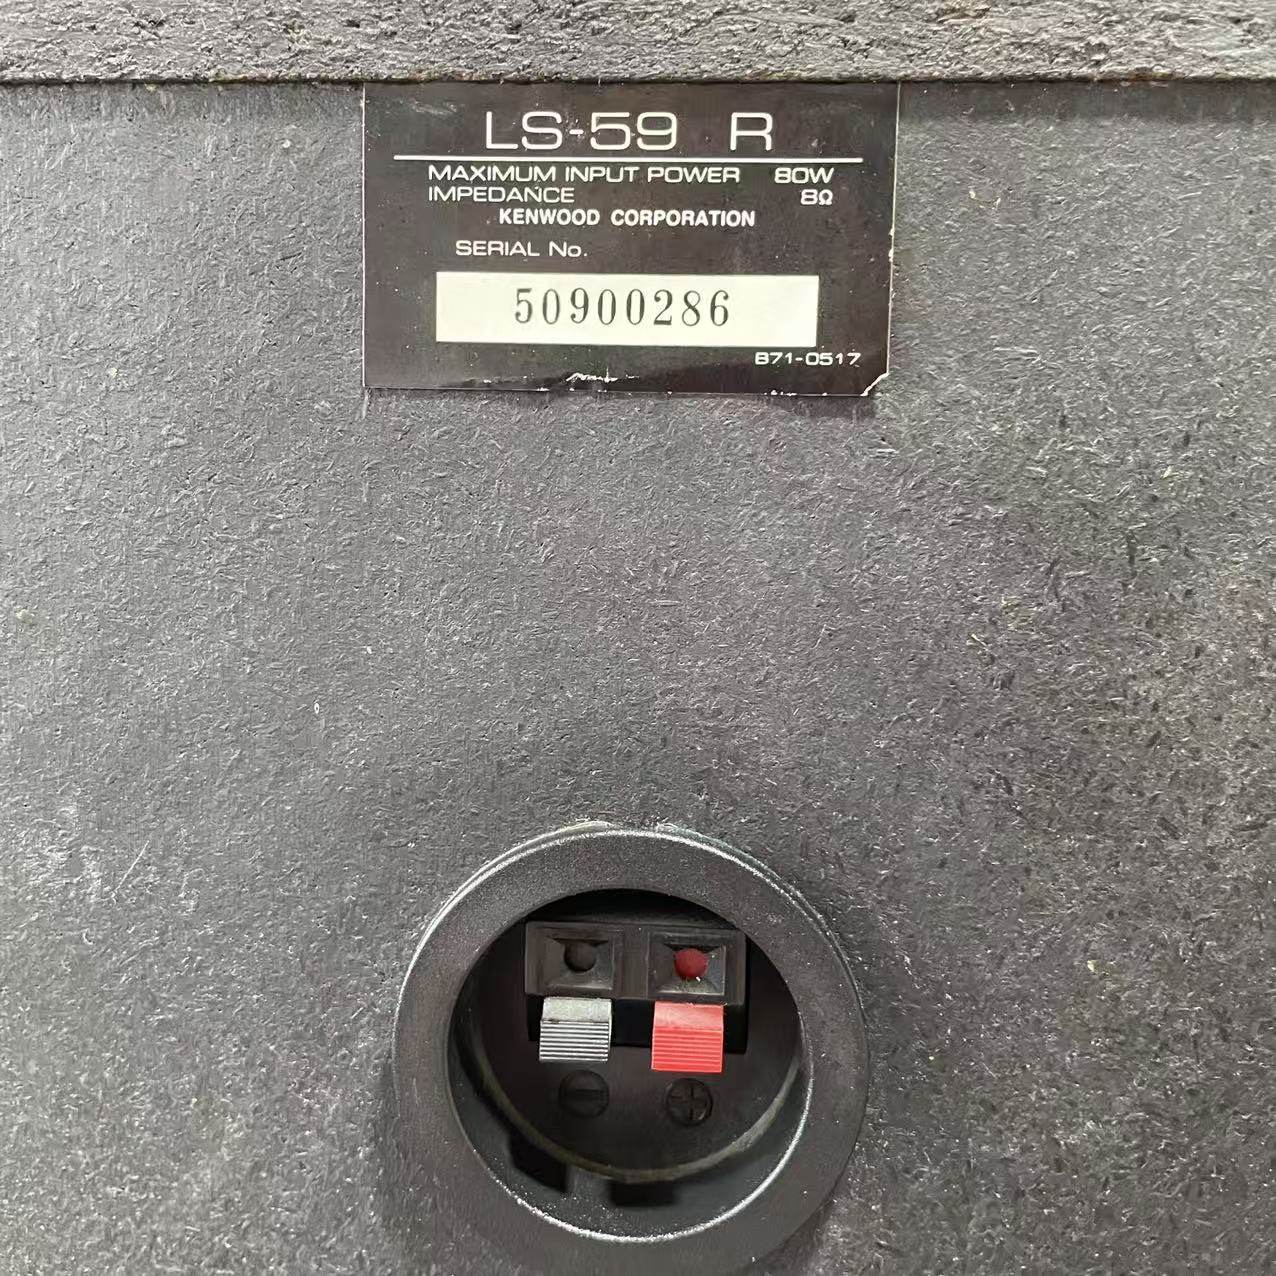 LS-59 R
MAXIMUM INPUT POWER 80W
IMPEDANCE 8Ω
KENWOOD CORPORATION
SERIAL No.
50900286
B71-0517
- +